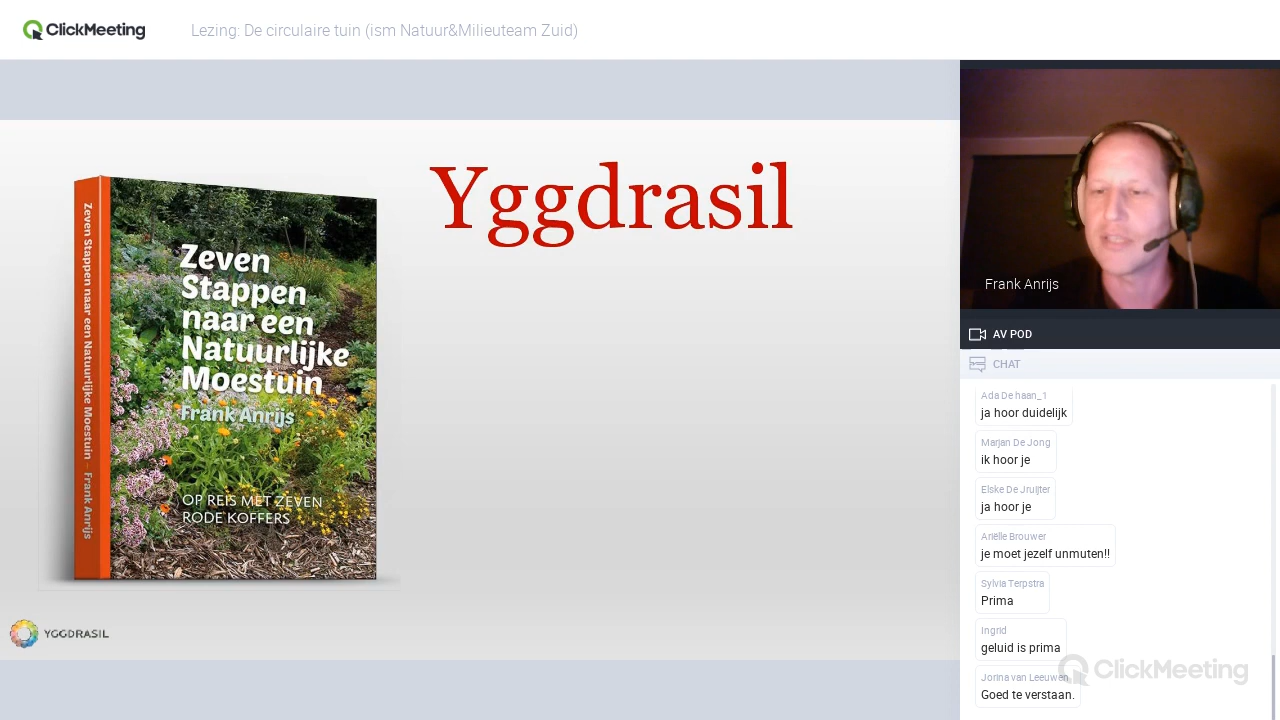 ClickMeeting
Lezing: De circulaire tuin (ism Natuur&Milieuteam Zuid)
Yggdrasil
Zeven Stappen naar een Natuurlijke Moestuin – Frank Anrijs
Zeven
Stappen
naar een
Natuurlijke
Moestuin
Frank Anrijs
OP REIS MET ZEVEN
RODE KOFFERS
YGGDRASIL
Frank Anrijs
AV POD
CHAT
Ada De haan_1
ja hoor duidelijk
Marjan De Jong
ik hoor je
Elske De Jruijter
ja hoor je
Ariëlle Brouwer
je moet jezelf unmuten!!
Sylvia Terpstra
Prima
Ingrid
geluid is prima
Jorina van Leeuwen
Goed te verstaan.
ClickMeeting